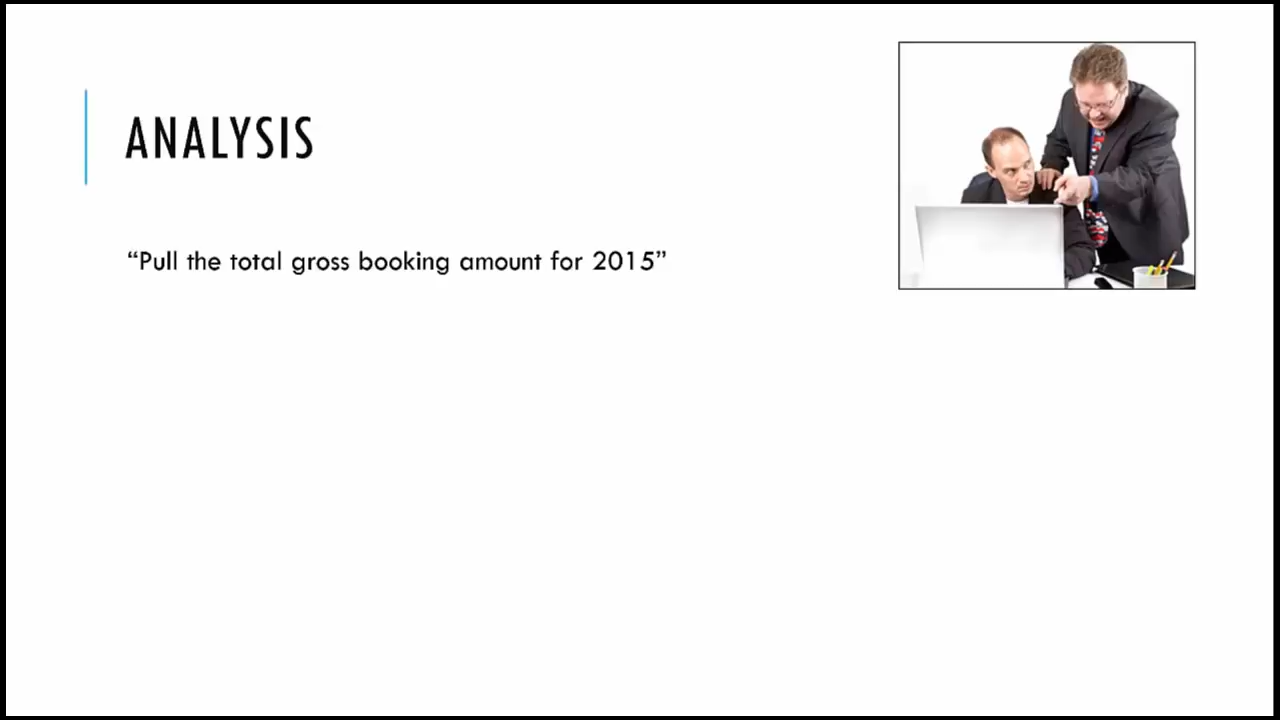 ANALYSIS
“Pull the total gross booking amount for 2015”